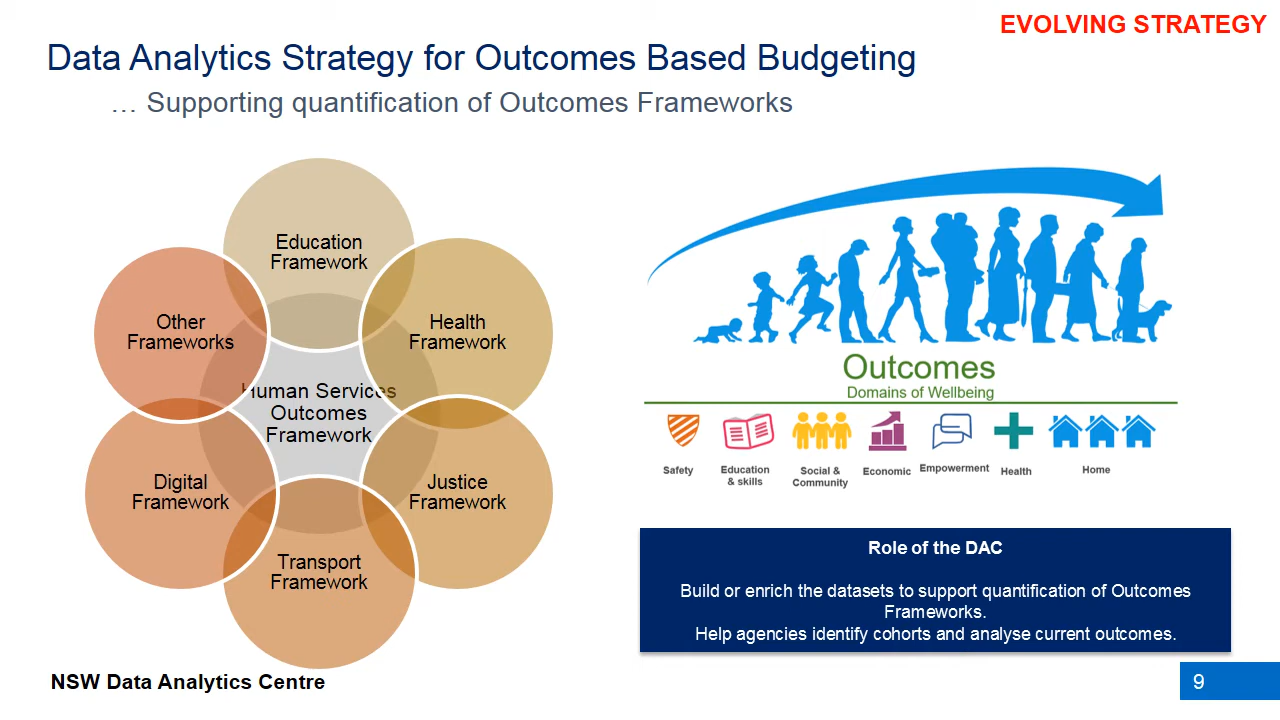 EVOLVING STRATEGY
Data Analytics Strategy for Outcomes Based Budgeting
… Supporting quantification of Outcomes Frameworks
Education
Framework
Other
Frameworks
Health
Framework
Human Services
Outcomes
Framework
Digital
Framework
Justice
Framework
Transport
Framework
Outcomes
Domains of Wellbeing
Safety
Education
& skills
Social &
Community
Economic
Empowerment
Health
Home
Role of the DAC
Build or enrich the datasets to support quantification of Outcomes
Frameworks.
Help agencies identify cohorts and analyse current outcomes.
NSW Data Analytics Centre
9